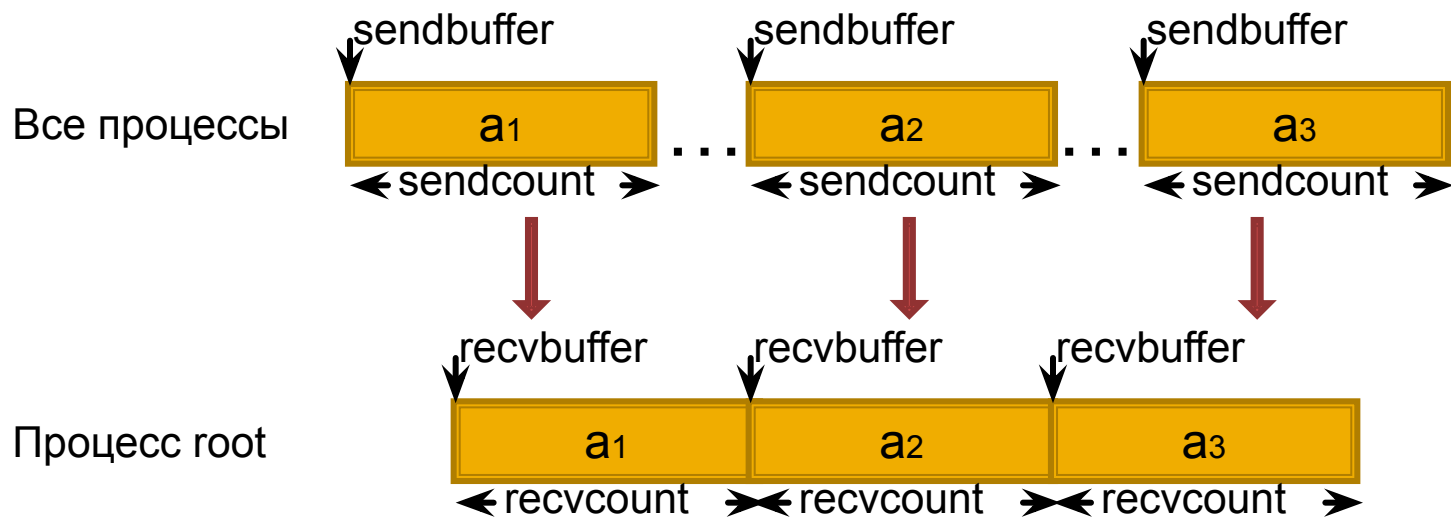 sendbuffer sendbuffer sendbuffer
Все процессы a1 ... a2 ... a3
sendcount sendcount sendcount
recvbuffer recvbuffer recvbuffer
Процесс root a1 a2 a3
recvcount recvcount recvcount